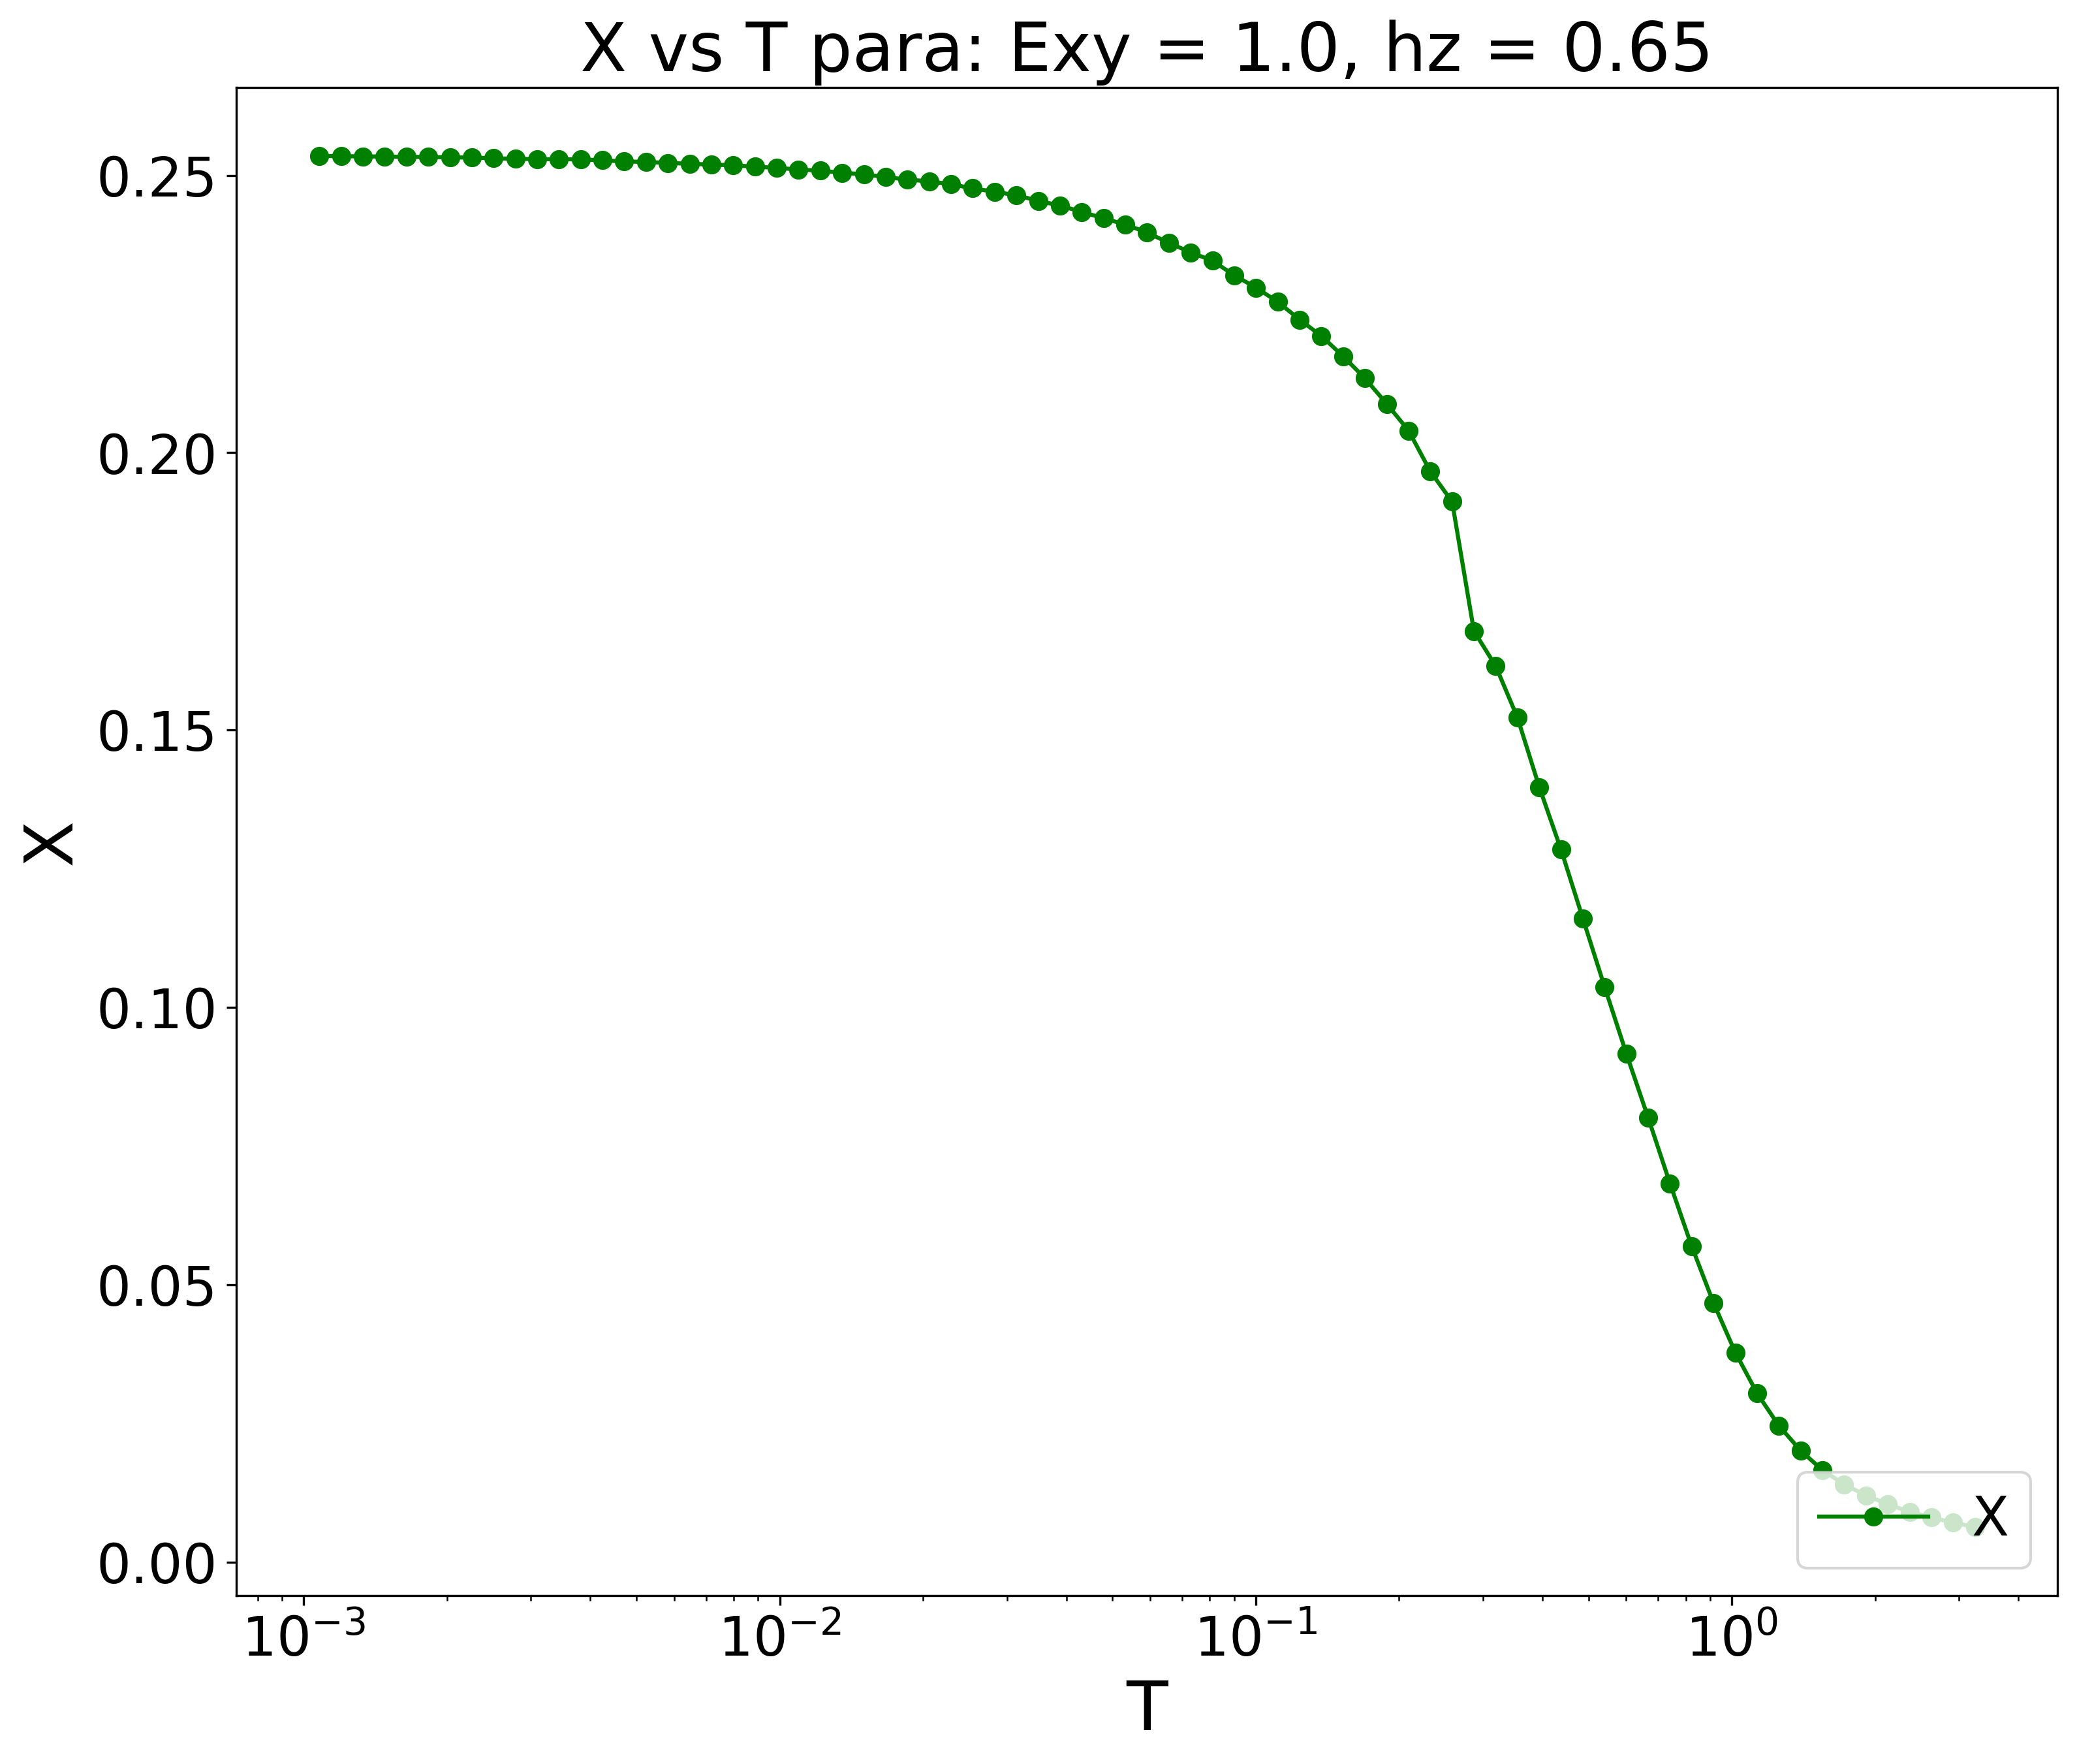 X vs T para: Exy = 1.0, hz = 0.65
0.25
0.20
0.15
0.10
0.05
0.00
X
X
10⁻³ 10⁻² 10⁻¹ 10⁰
T